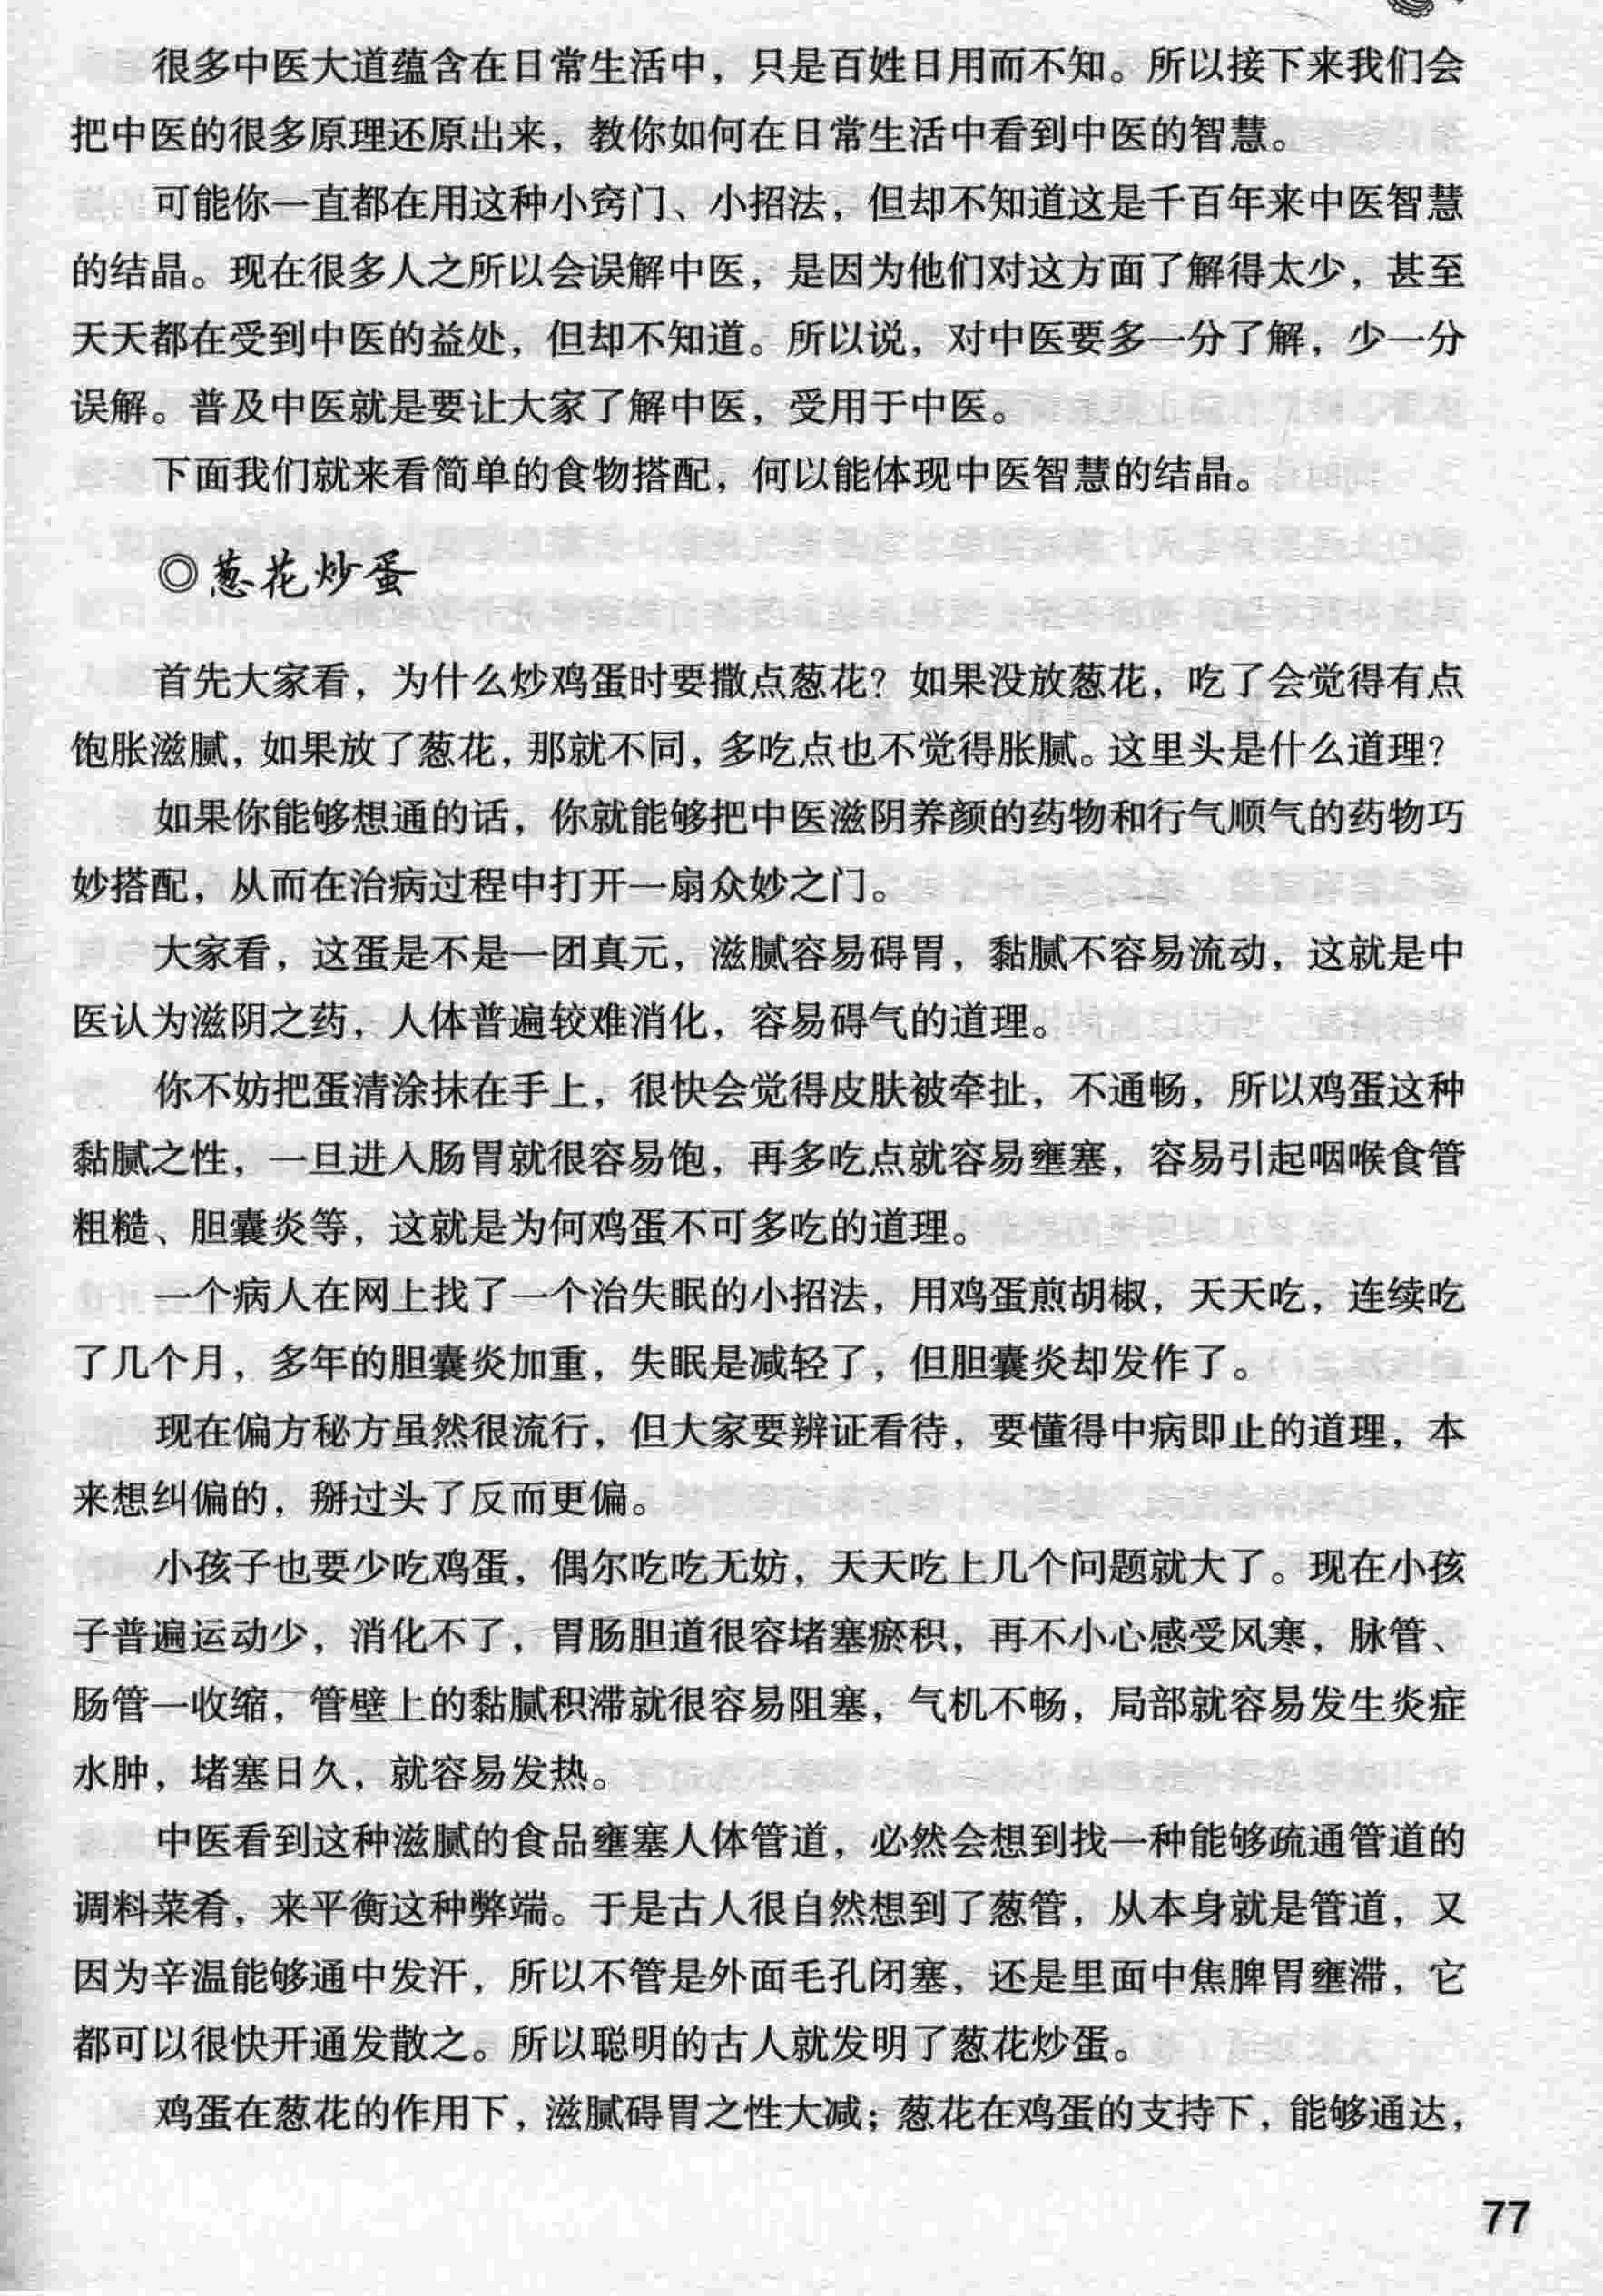 很多中医大道蕴含在日常生活中，只是百姓日用而不知。所以接下来我们会
把中医的很多原理还原出来，教你如何在日常生活中看到中医的智慧。
可能你一直都在用这种小窍门、小招法，但却不知道这是千百年来中医智慧
的结晶。现在很多人之所以会误解中医，是因为他们对这方面了解得太少，甚至
天天都在受到中医的益处，但却不知道。所以说，对中医要多一分了解，少一分
误解。普及中医就是要让大家了解中医，受用于中医。
下面我们就来看简单的食物搭配，何以能体现中医智慧的结晶。
◎葱花炒蛋
首先大家看，为什么炒鸡蛋时要撒点葱花？如果没放葱花，吃了会觉得有点
饱胀滋腻，如果放了葱花，那就不同，多吃点也不觉得胀腻。这里头是什么道理？
如果你能够想通的话，你就能够把中医滋阴养颜的药物和行气顺气的药物巧
妙搭配，从而在治病过程中打开一扇众妙之门。
大家看，这蛋是不是一团真元，滋腻容易碍胃，黏腻不容易流动，这就是中
医认为滋阴之药，人体普遍较难消化，容易碍气的道理。
你不妨把蛋清涂抹在手上，很快会觉得皮肤被牵扯，不通畅，所以鸡蛋这种
黏腻之性，一旦进入肠胃就很容易饱，再多吃点就容易壅塞，容易引起咽喉食管
粗糙、胆囊炎等，这就是为何鸡蛋不可多吃的道理。
一个病人在网上找了一个治失眠的小招法，用鸡蛋煎胡椒，天天吃，连续吃
了几个月，多年的胆囊炎加重，失眠是减轻了，但胆囊炎却发作了。
现在偏方秘方虽然很流行，但大家要辨证看待，要懂得中病即止的道理，本
来想纠偏的，掰过头了反而更偏。
小孩子也要少吃鸡蛋，偶尔吃吃无妨，天天吃上几个问题就大了。现在小孩
子普遍运动少，消化不了，胃肠胆道很容堵塞瘀积，再不小心感受风寒，脉管、
肠管一收缩，管壁上的黏腻积滞就很容易阻塞，气机不畅，局部就容易发生炎症
水肿，堵塞日久，就容易发热。
中医看到这种滋腻的食品壅塞人体管道，必然会想到找一种能够疏通管道的
调料菜肴，来平衡这种弊端。于是古人很自然想到了葱管，从本身就是管道，又
因为辛温能够通中发汗，所以不管是外面毛孔闭塞，还是里面中焦脾胃壅滞，它
都可以很快开通发散之。所以聪明的古人就发明了葱花炒蛋。
鸡蛋在葱花的作用下，滋腻碍胃之性大减；葱花在鸡蛋的支持下，能够通达，
77